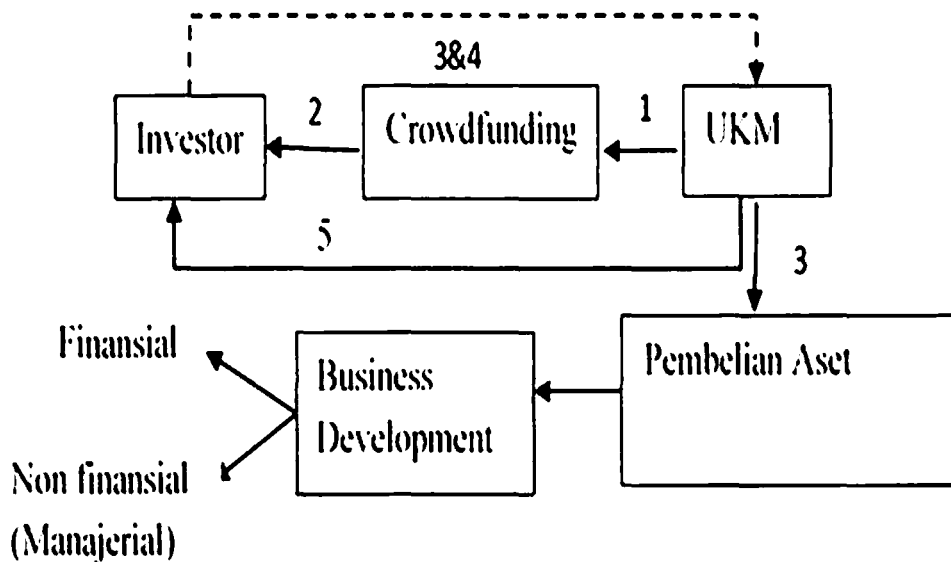 3&4
Investor
2
Crowdfunding
1
UKM
5
3
Finansial
Business
Development
Pembelian Aset
Non finansial
(Manajerial)